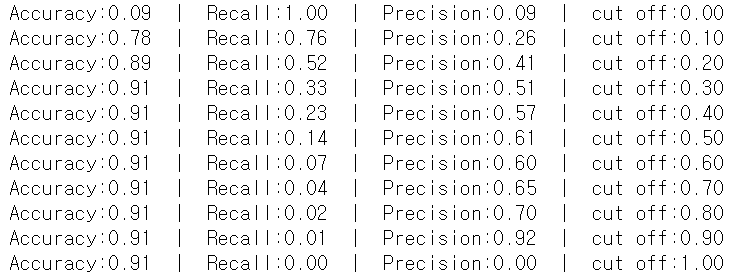 Accuracy:0.09 | Recall:1.00 | Precision:0.09 | cut off:0.00
Accuracy:0.78 | Recall:0.76 | Precision:0.26 | cut off:0.10
Accuracy:0.89 | Recall:0.52 | Precision:0.41 | cut off:0.20
Accuracy:0.91 | Recall:0.33 | Precision:0.51 | cut off:0.30
Accuracy:0.91 | Recall:0.23 | Precision:0.57 | cut off:0.40
Accuracy:0.91 | Recall:0.14 | Precision:0.61 | cut off:0.50
Accuracy:0.91 | Recall:0.07 | Precision:0.60 | cut off:0.60
Accuracy:0.91 | Recall:0.04 | Precision:0.65 | cut off:0.70
Accuracy:0.91 | Recall:0.02 | Precision:0.70 | cut off:0.80
Accuracy:0.91 | Recall:0.01 | Precision:0.92 | cut off:0.90
Accuracy:0.91 | Recall:0.00 | Precision:0.00 | cut off:1.00